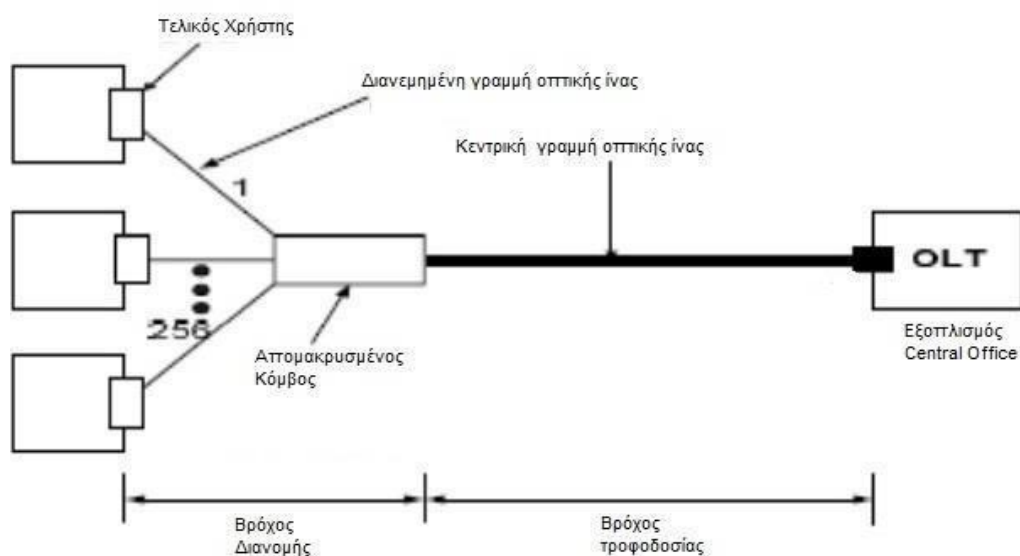 Τελικός Χρήστης
Διανεμημένη γραμμή οπτικής ίνας
Κεντρική γραμμή οπτικής ίνας
1
OLT
256
Εξοπλισμός
Central Office
Απομακρυσμένος
Κόμβος
Βρόχος
Διανομής
Βρόχος
τροφοδοσίας